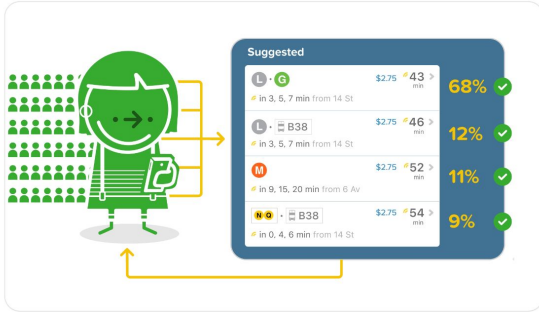 Suggested
L · G $2.75 43 min 68%
in 3, 5, 7 min from 14 St
L · B38 $2.75 46 min 12%
in 3, 5, 7 min from 14 St
M $2.75 52 min 11%
in 9, 15, 20 min from 6 Av
N Q · B38 $2.75 54 min 9%
in 0, 4, 6 min from 14 St